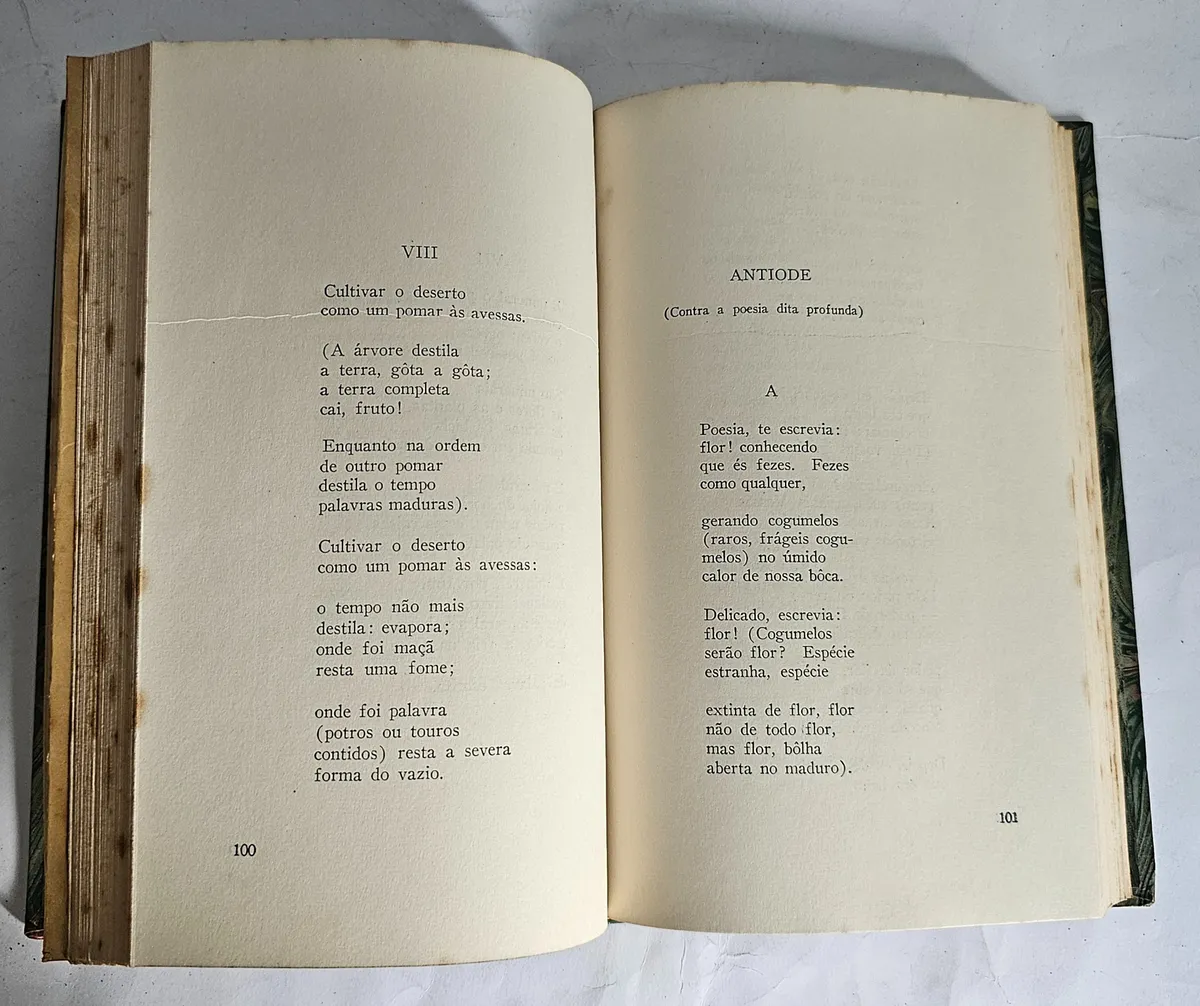 VIII
Cultivar o deserto
como um pomar às avessas.
(A árvore destila
a terra, gôta a gôta;
a terra completa
cai, fruto!
Enquanto na ordem
de outro pomar
destila o tempo
palavras maduras).
Cultivar o deserto
como um pomar às avessas:
o tempo não mais
destila: evapora;
onde foi maçã
resta uma fome;
onde foi palavra
(potros ou touros
contidos) resta a severa
forma do vazio.
100
ANTIODE
(Contra a poesia dita profunda)
A
Poesia, te escrevia:
flor! conhecendo
que és fezes. Fezes
como qualquer,
gerando cogumelos
(raros, frágeis cogu-
melos) no úmido
calor de nossa bôca.
Delicado, escrevia:
flor! (Cogumelos
serão flor? Espécie
estranha, espécie
extinta de flor, flor
não de todo flor,
mas flor, bôlha
aberta no maduro).
101